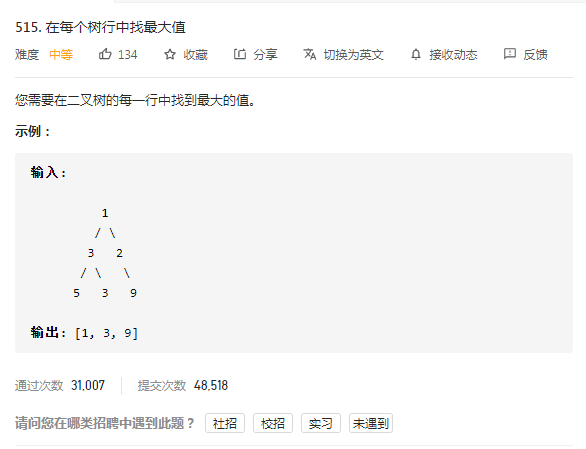 515. 在每个树行中找最大值
难度 中等 134 收藏 分享 切换为英文 接收动态 反馈
您需要在二叉树的每一行中找到最大的值。
示例：
输入：
1
/ \
3 2
/ \ \
5 3 9
输出：[1, 3, 9]
通过次数 31,007 提交次数 48,518
请问您在哪类招聘中遇到此题？ 社招 校招 实习 未遇到